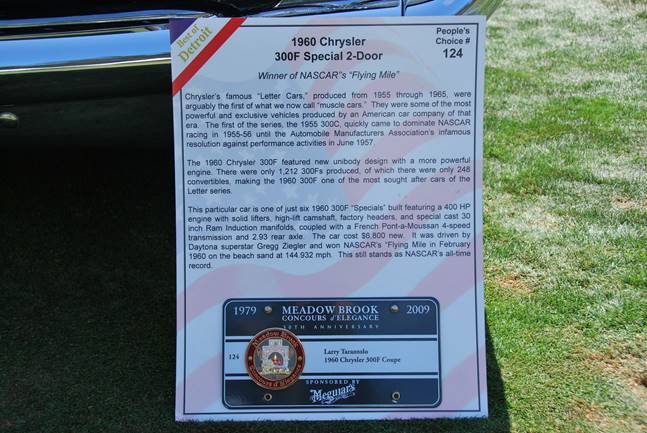 Best of
Detroit
1960 Chrysler
300F Special 2-Door
People's
Choice #
124
Winner of NASCAR"s "Flying Mile"
Chrysler's famous "Letter Cars," produced from 1955 through 1965, were
arguably the first of what we now call "muscle cars." They were some of the most
powerful and exclusive vehicles produced by an American car company of that
era. The first of the series, the 1955 300C, quickly came to dominate NASCAR
racing in 1955-56 until the Automobile Manufacturers Association's infamous
resolution against performance activities in June 1957.
The 1960 Chrysler 300F featured new unibody design with a more powerful
engine. There were only 1,212 300Fs produced, of which there were only 248
convertibles, making the 1960 300F one of the most sought after cars of the
Letter series.
This particular car is one of just six 1960 300F "Specials" built featuring a 400 HP
engine with solid lifters, high-lift camshaft, factory headers, and special cast 30
inch Ram Induction manifolds, coupled with a French Pont-a-Moussan 4-speed
transmission and 2.93 rear axle. The car cost $6,800 new. It was driven by
Daytona superstar Gregg Ziegler and won NASCAR's "Flying Mile in February
1960 on the beach sand at 144.932 mph. This still stands as NASCAR's all-time
record.
1979 MEADOW BROOK 2009
CONCOURS of ELEGANCE
30TH ANNIVERSARY
124
Meadow Brook
Concours of Elegance
Larry Tarantolo
1960 Chrysler 300F Coupe
SPONSORED BY
Meguiar's